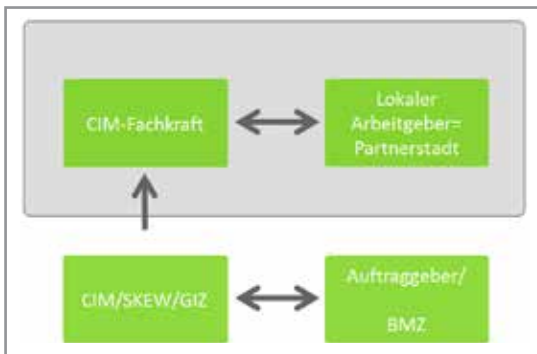 CIM-Fachkraft
Lokaler
Arbeitgeber=
Partnerstadt
CIM/SKEW/GIZ
Auftraggeber/
BMZ